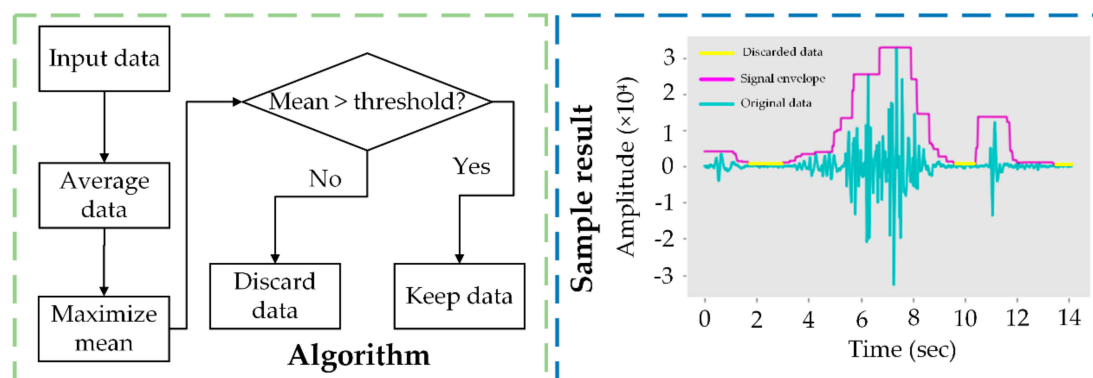 Input data
Average
data
Maximize
mean
Mean > threshold?
No
Yes
Discard
data
Keep data
Algorithm
Sample result
Discarded data
Signal envelope
Original data
Amplitude (×10⁴)
3
2
1
0
-1
-2
-3
0 2 4 6 8 10 12 14
Time (sec)